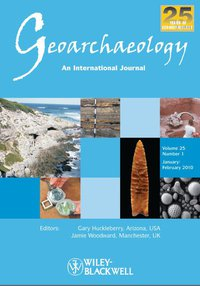 25
Geoarchaeology
An International Journal
Volume 25
Number 1
January/
February 2010
Editors:
Gary Huckleberry, Arizona, USA
Jamie Woodward, Manchester, UK
WILEY-
BLACKWELL